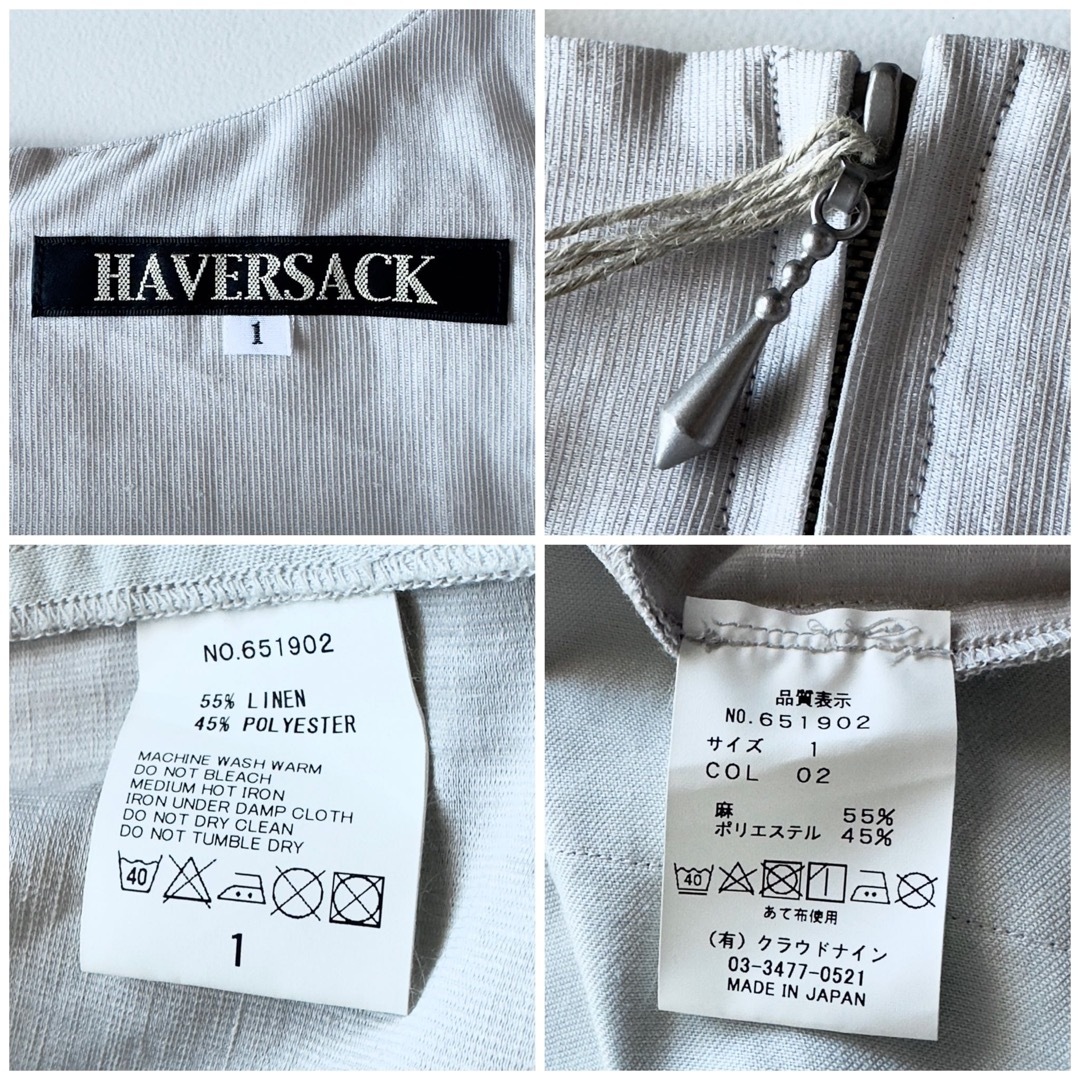 HAVERSACK
1
NO.651902
55% LINEN
45% POLYESTER
MACHINE WASH WARM
DO NOT BLEACH
MEDIUM HOT IRON
IRON UNDER DAMP CLOTH
DO NOT DRY CLEAN
DO NOT TUMBLE DRY
40
1
品質表示
NO.651902
サイズ 1
COL 02
麻 55%
ポリエステル 45%
40
あて布使用
(有) クラウドナイン
03-3477-0521
MADE IN JAPAN